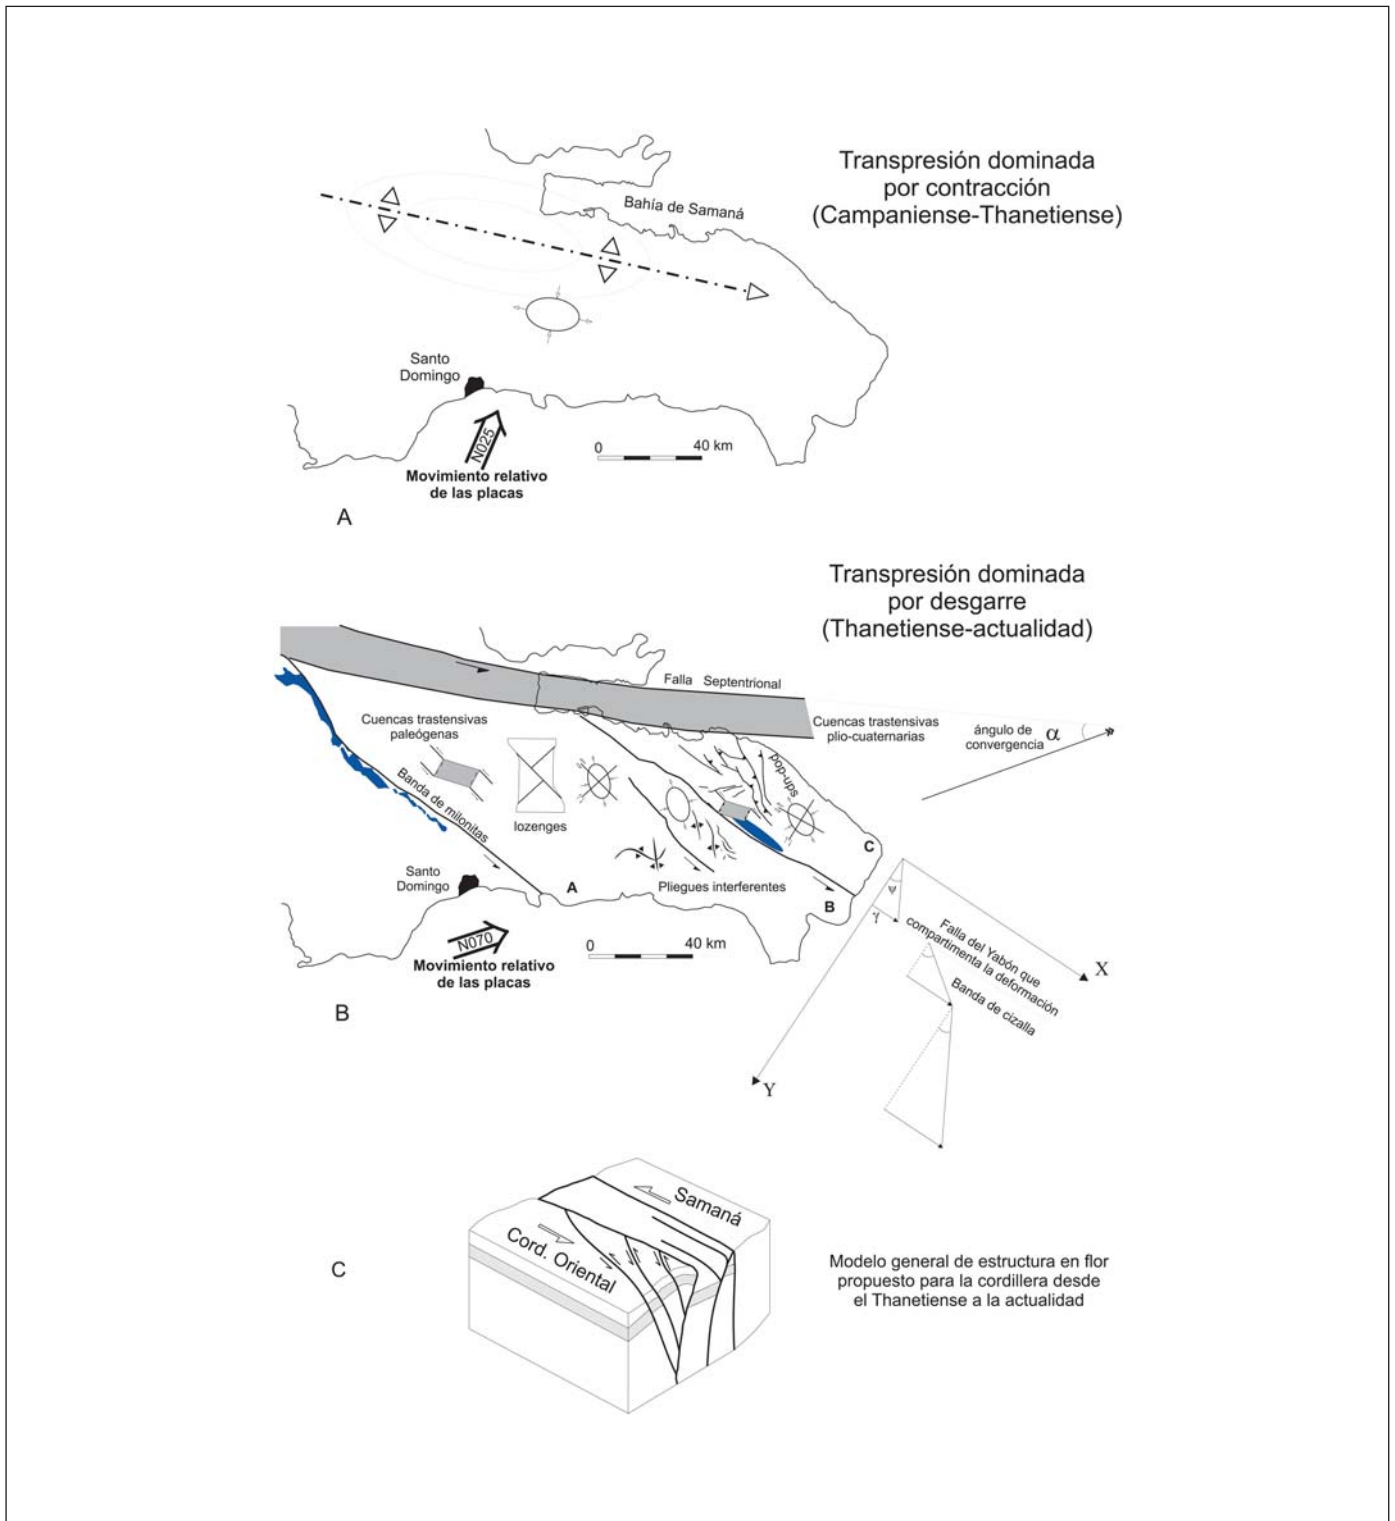 Transpresión dominada
por contracción
(Campaniense-Thanetiense)
Bahía de Samaná
Santo
Domingo
N025
0 40 km
Movimiento relativo
de las placas
A
Transpresión dominada
por desgarre
(Thanetiense-actualidad)
Falla Septentrional
Cuencas trastensivas
paleógenas
Cuencas trastensivas
plio-cuaternarias
ángulo de
convergencia
α
pop-ups
Banda de milonitas
lozenges
C
Santo
Domingo
A
Pliegues interferentes
B
ψ
γ
N070
0 40 km
Movimiento relativo
de las placas
Falla del Yabón que
compartimenta la deformación
Banda de cizalla
X
B
Y
Samaná
Cord. Oriental
C
Modelo general de estructura en flor
propuesto para la cordillera desde
el Thanetiense a la actualidad